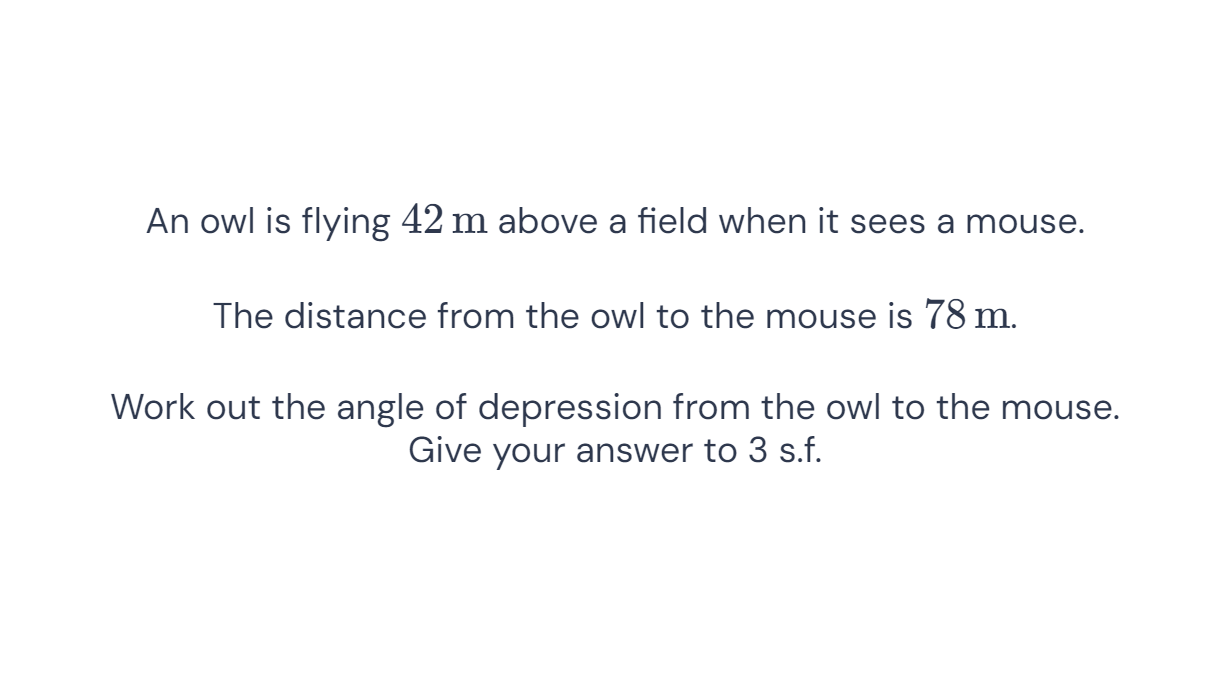 An owl is flying 42 m above a field when it sees a mouse.
The distance from the owl to the mouse is 78 m.
Work out the angle of depression from the owl to the mouse.
Give your answer to 3 s.f.